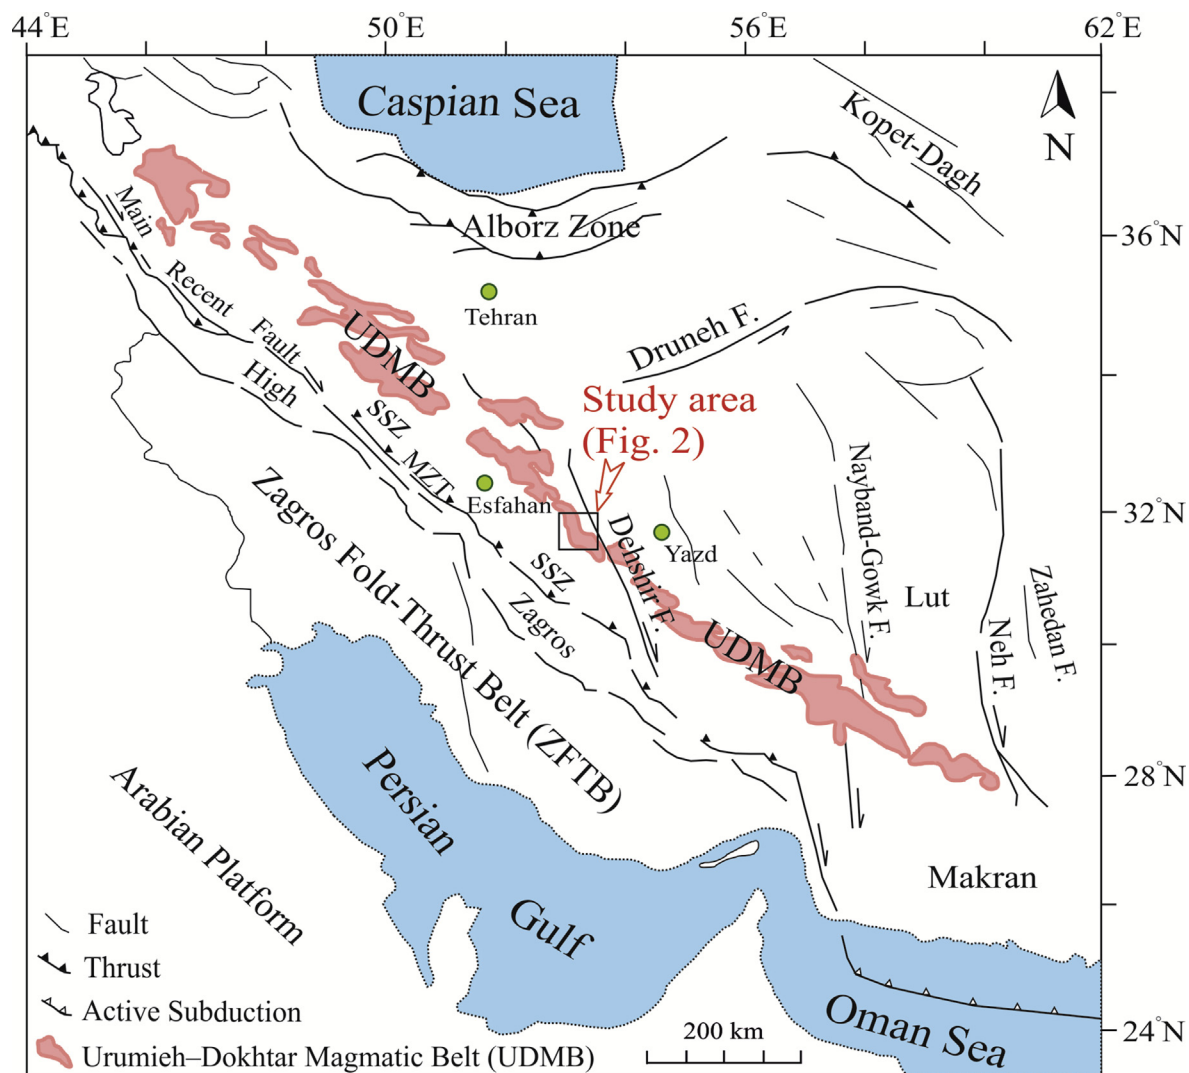 44°E 50°E 56°E 62°E
Caspian Sea
Kopet-Dagh
N
Main
Recent
Fault
Alborz Zone
36°N
Tehran
Druneh F.
UDMB
High
SSZ
MZT
Study area
(Fig. 2)
Esfahan
32°N
Yazd
Dehshir F.
Nayband-Gowk F.
Lut
Zahedan F.
Neh F.
SSZ
Zagros
Zagros Fold-Thrust Belt (ZFTB)
UDMB
28°N
Persian
Gulf
Arabian Platform
Makran
Oman Sea
24°N
Fault
Thrust
Active Subduction
Urumieh–Dokhtar Magmatic Belt (UDMB)
200 km